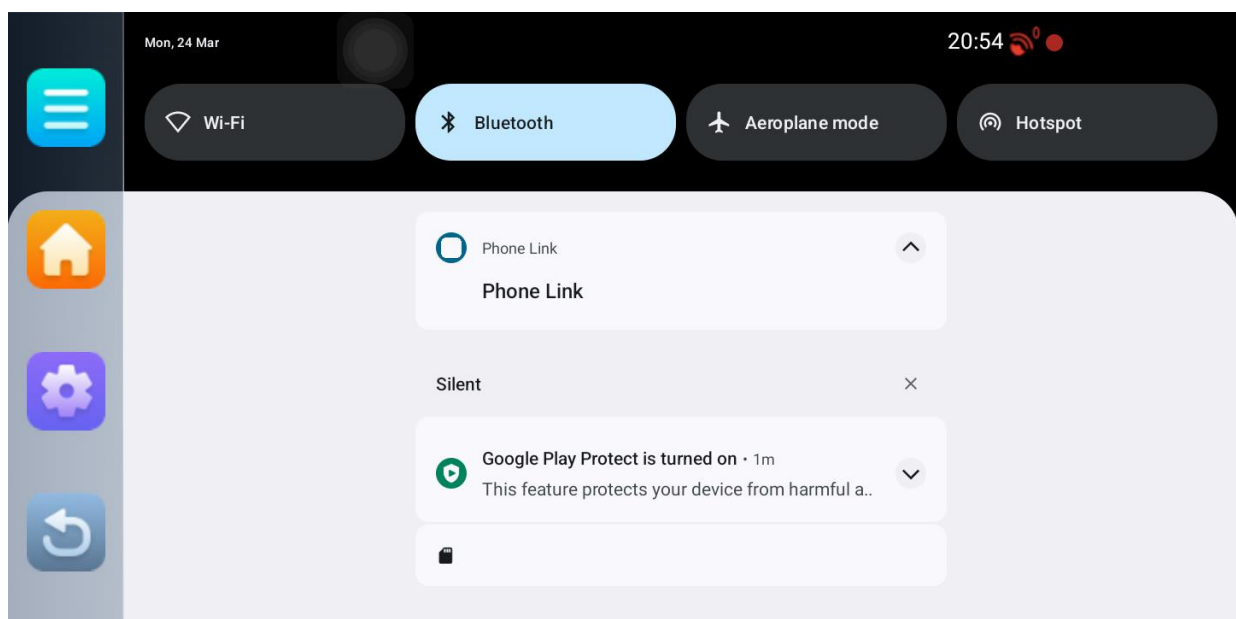 Mon, 24 Mar
20:54
0
Wi-Fi
Bluetooth
Aeroplane mode
Hotspot
Phone Link
Phone Link
Silent
Google Play Protect is turned on • 1m
This feature protects your device from harmful a..